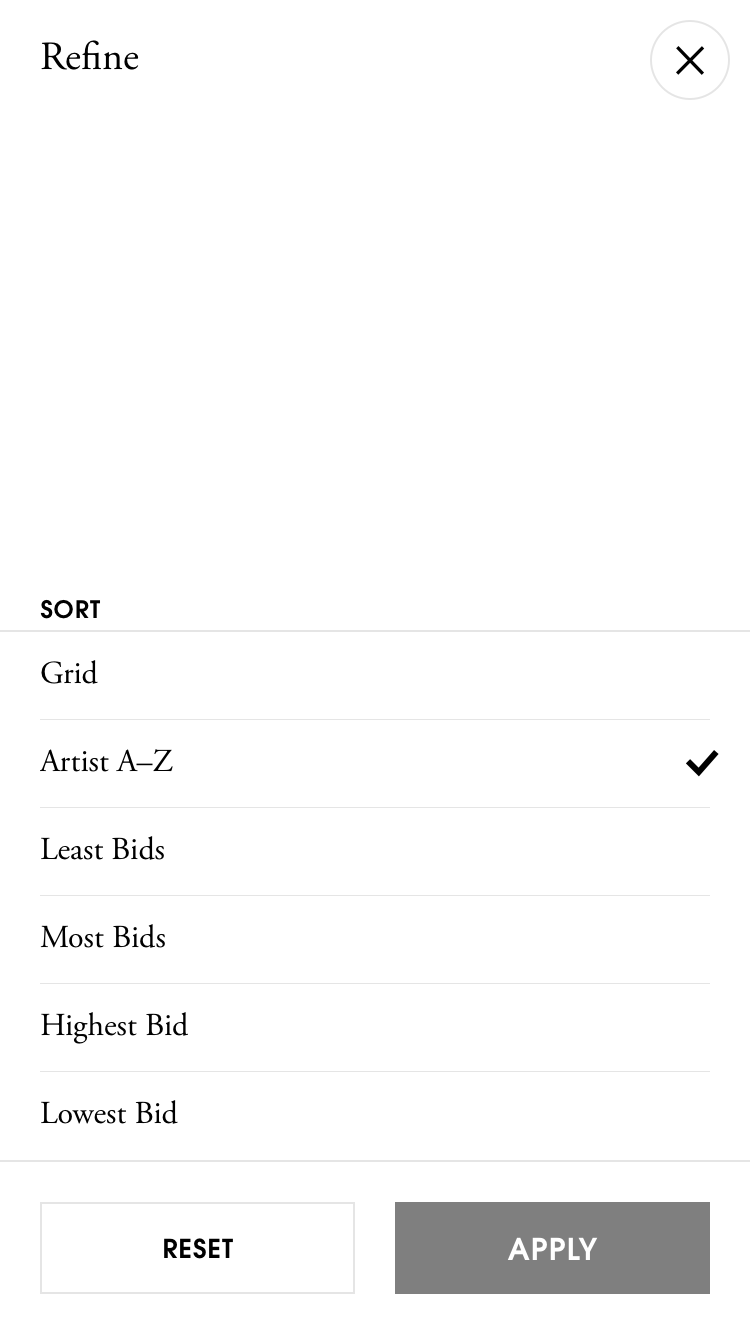 Refine
SORT
Grid
Artist A–Z
Least Bids
Most Bids
Highest Bid
Lowest Bid
RESET
APPLY